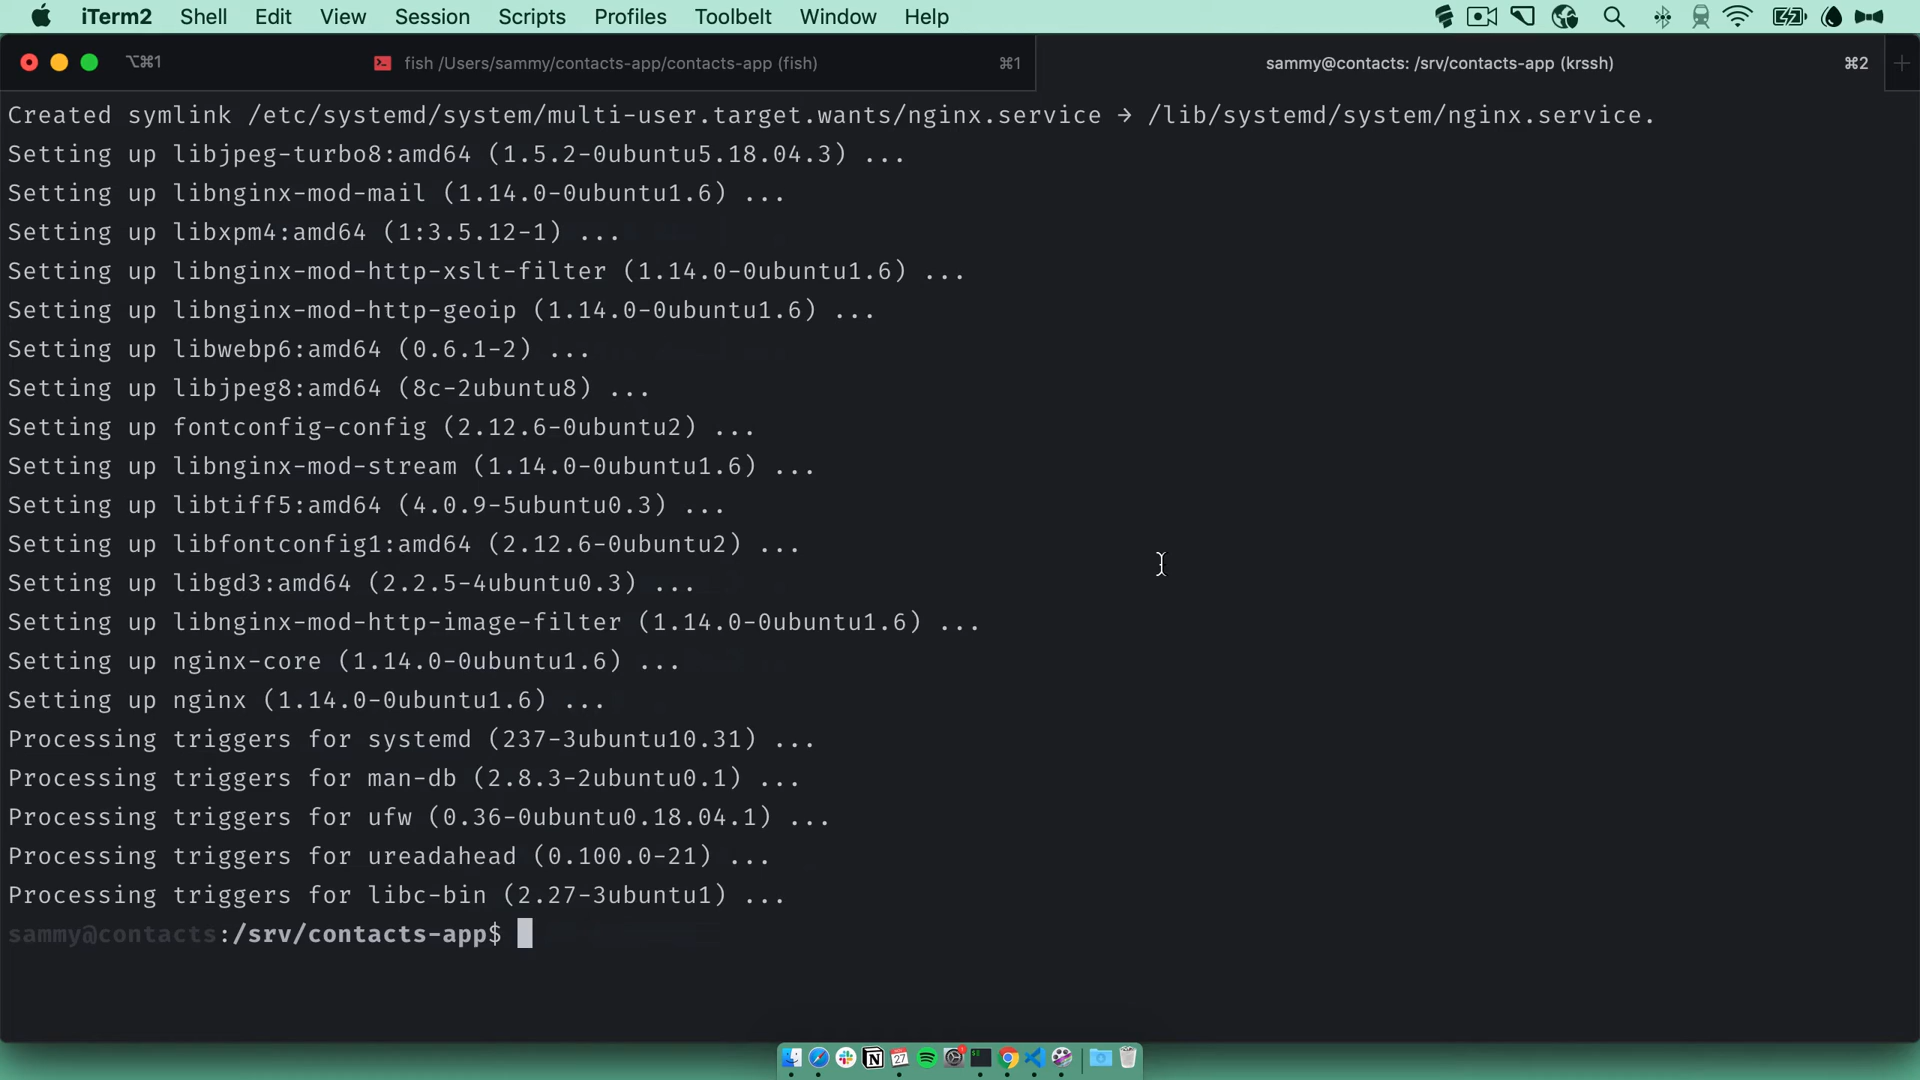 iTerm2 Shell Edit View Session Scripts Profiles Toolbelt Window Help
⌥⌘1 fish /Users/sammy/contacts-app/contacts-app (fish) ⌘1 sammy@contacts: /srv/contacts-app (krssh) ⌘2
Created symlink /etc/systemd/system/multi-user.target.wants/nginx.service → /lib/systemd/system/nginx.service.
Setting up libjpeg-turbo8:amd64 (1.5.2-0ubuntu5.18.04.3) ...
Setting up libnginx-mod-mail (1.14.0-0ubuntu1.6) ...
Setting up libxpm4:amd64 (1:3.5.12-1) ...
Setting up libnginx-mod-http-xslt-filter (1.14.0-0ubuntu1.6) ...
Setting up libnginx-mod-http-geoip (1.14.0-0ubuntu1.6) ...
Setting up libwebp6:amd64 (0.6.1-2) ...
Setting up libjpeg8:amd64 (8c-2ubuntu8) ...
Setting up fontconfig-config (2.12.6-0ubuntu2) ...
Setting up libnginx-mod-stream (1.14.0-0ubuntu1.6) ...
Setting up libtiff5:amd64 (4.0.9-5ubuntu0.3) ...
Setting up libfontconfig1:amd64 (2.12.6-0ubuntu2) ...
Setting up libgd3:amd64 (2.2.5-4ubuntu0.3) ...
Setting up libnginx-mod-http-image-filter (1.14.0-0ubuntu1.6) ...
Setting up nginx-core (1.14.0-0ubuntu1.6) ...
Setting up nginx (1.14.0-0ubuntu1.6) ...
Processing triggers for systemd (237-3ubuntu10.31) ...
Processing triggers for man-db (2.8.3-2ubuntu0.1) ...
Processing triggers for ufw (0.36-0ubuntu0.18.04.1) ...
Processing triggers for ureadahead (0.100.0-21) ...
Processing triggers for libc-bin (2.27-3ubuntu1) ...
sammy@contacts:/srv/contacts-app$
27